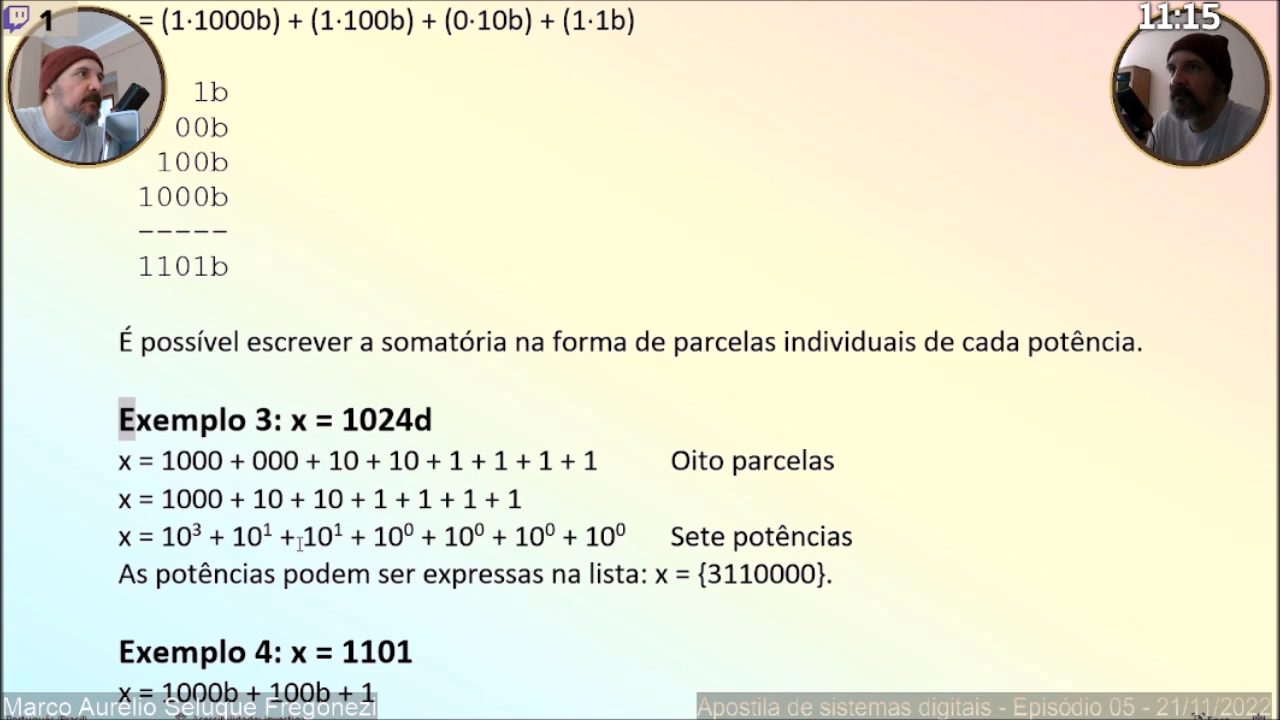 1
11:15
= (1·1000b) + (1·100b) + (0·10b) + (1·1b)
1b
00b
100b
1000b
-----
1101b
É possível escrever a somatória na forma de parcelas individuais de cada potência.
Exemplo 3: x = 1024d
x = 1000 + 000 + 10 + 10 + 1 + 1 + 1 + 1 Oito parcelas
x = 1000 + 10 + 10 + 1 + 1 + 1 + 1
x = 10³ + 10¹ + 10¹ + 10⁰ + 10⁰ + 10⁰ + 10⁰ Sete potências
As potências podem ser expressas na lista: x = {3110000}.
Exemplo 4: x = 1101
x = 1000b + 100b + 1
Marco Aurélio Seluque Fregonezi
Apostila de sistemas digitais - Episódio 05 - 21/11/2022